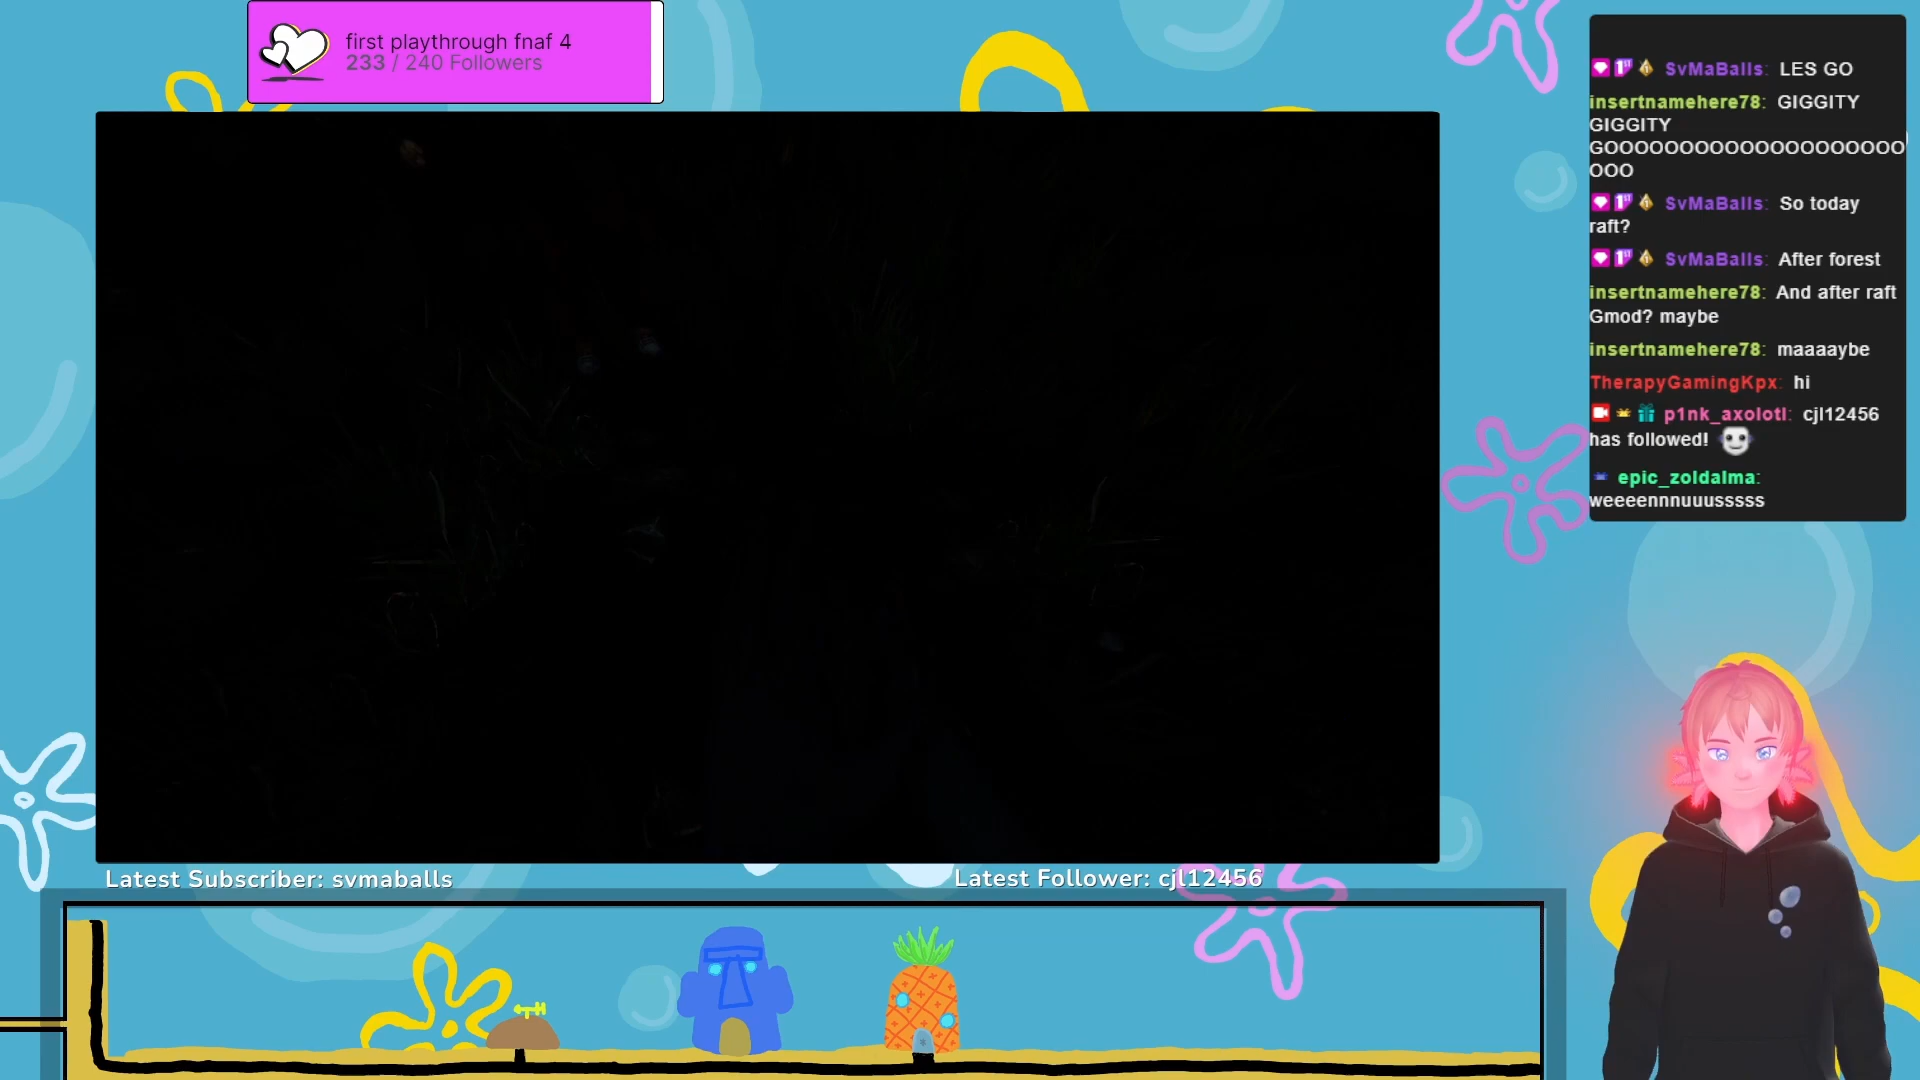 first playthrough fnaf 4
233 / 240 Followers
SvMaBalls: LES GO
insertnamehere78: GIGGITY
GIGGITY
GOOOOOOOOOOOOOOOOOOOO
OOO
SvMaBalls: So today
raft?
SvMaBalls: After forest
insertnamehere78: And after raft
Gmod? maybe
insertnamehere78: maaaaybe
TherapyGamingKpx: hi
p1nk_axolotl: cjl12456
has followed!
epic_zoldalma:
weeeennnuuusssss
Latest Subscriber: svmaballs
Latest Follower: cjl12456